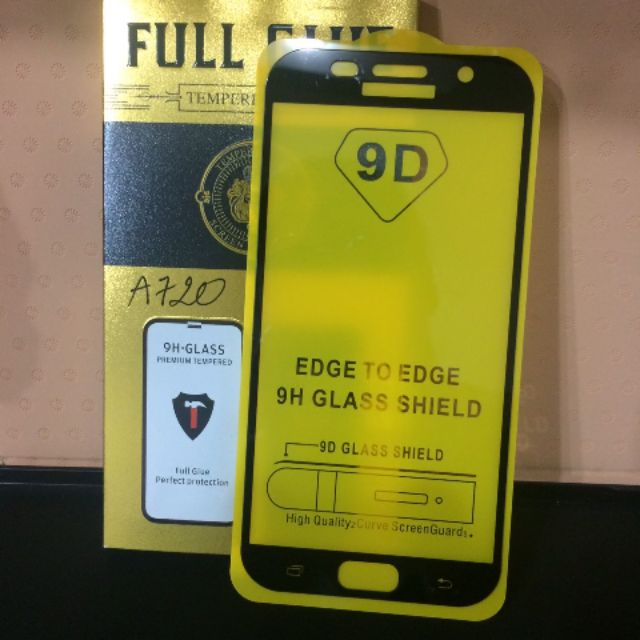 FULL GLUE
TEMPERE
A720
9H-GLASS
PREMIUM TEMPERED
Full Glue
Perfect protection
9D
EDGE TO EDGE
9H GLASS SHIELD
9D GLASS SHIELD
High Quality2Curve ScreenGuards.